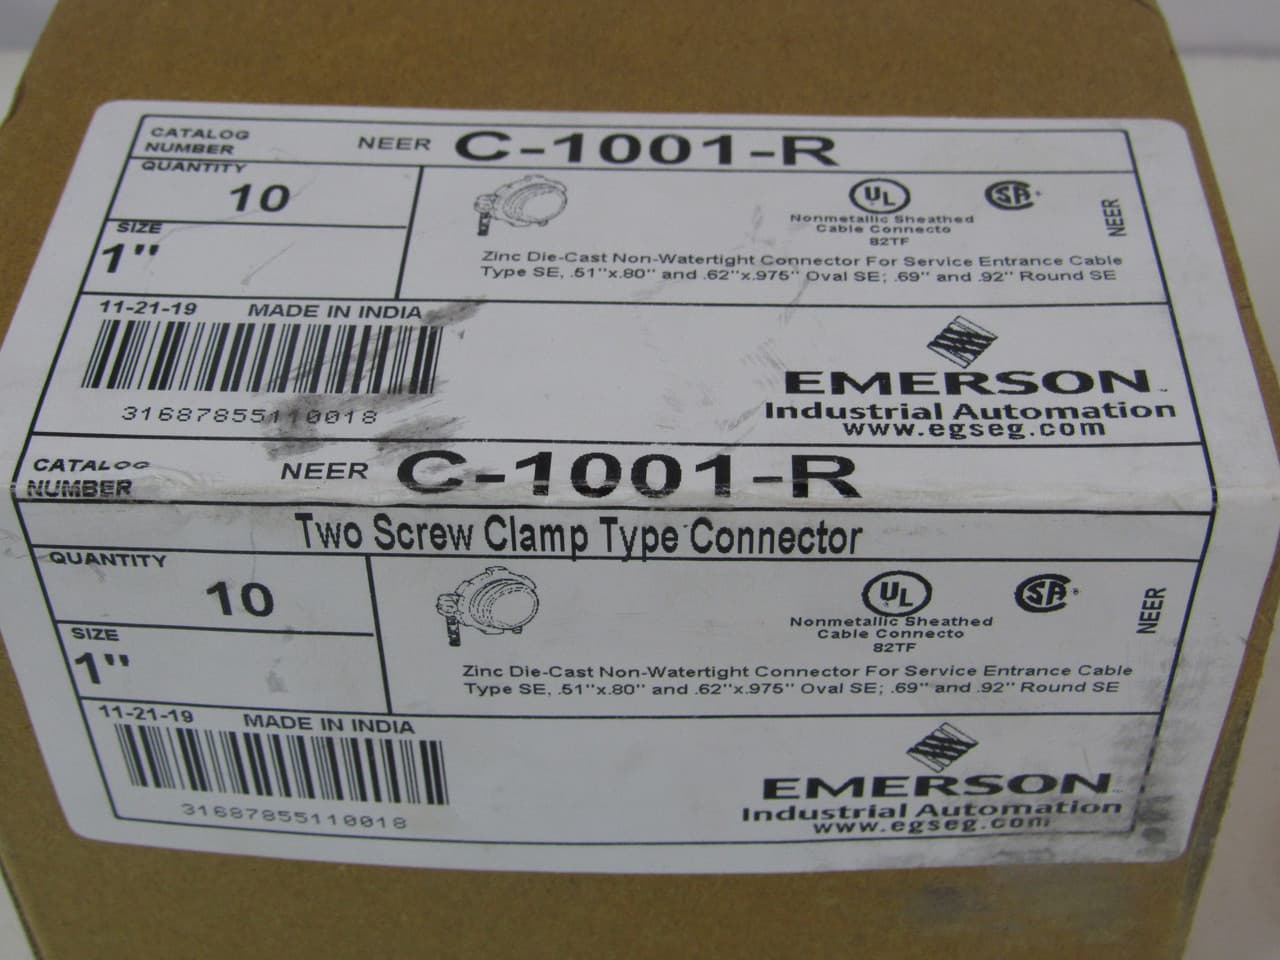 CATALOG
NUMBER
NEER C-1001-R
QUANTITY
10
SIZE
1"
UL
SA
Nonmetallic Sheathed
Cable Connecto
82TF
NEER
Zinc Die-Cast Non-Watertight Connector For Service Entrance Cable
Type SE, .51"x.80" and .62"x.975" Oval SE; .69" and .92" Round SE
11-21-19 MADE IN INDIA
31687855110018
EMERSON
Industrial Automation
www.egseg.com
CATALOG
NUMBER
NEER C-1001-R
Two Screw Clamp Type Connector
QUANTITY
10
SIZE
1"
UL
SA
Nonmetallic Sheathed
Cable Connecto
82TF
NEER
Zinc Die-Cast Non-Watertight Connector For Service Entrance Cable
Type SE, .51"x.80" and .62"x.975" Oval SE; .69" and .92" Round SE
11-21-19 MADE IN INDIA
31687855110018
EMERSON
Industrial Automation
www.egseg.com